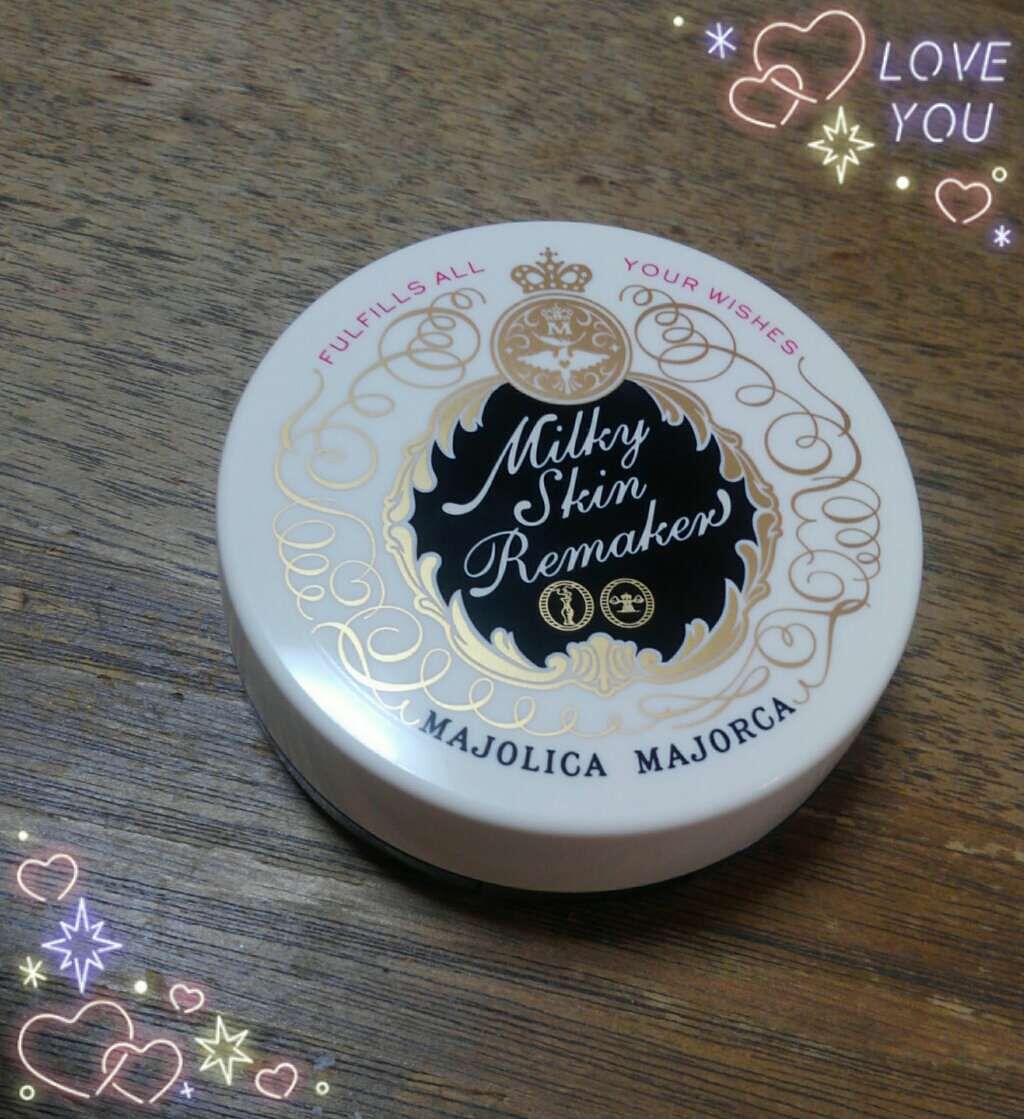 LOVE
YOU
FULFILLS ALL YOUR WISHES
M
Milky
Skin
Remaker
MAJOLICA MAJORCA